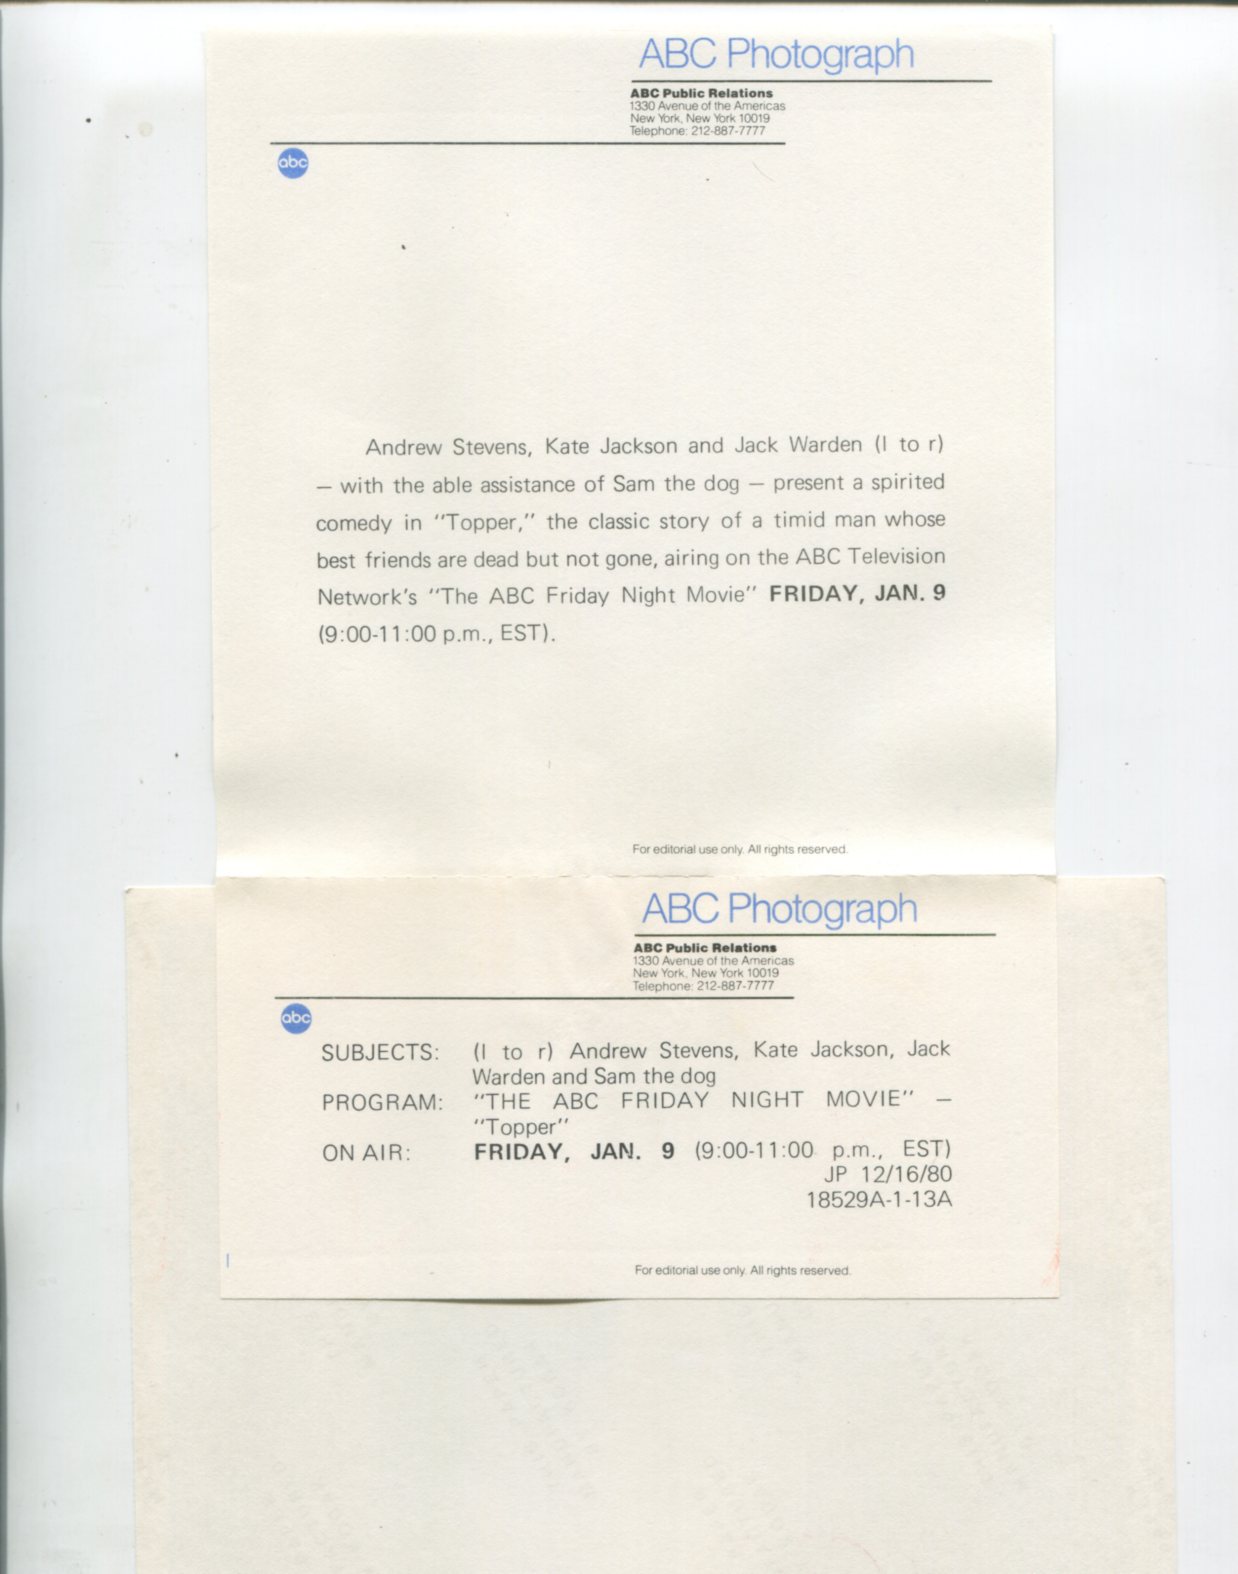 ABC Photograph
ABC Public Relations
1330 Avenue of the Americas
New York, New York 10019
Telephone: 212-887-7777
abc
Andrew Stevens, Kate Jackson and Jack Warden (l to r)
— with the able assistance of Sam the dog — present a spirited
comedy in "Topper," the classic story of a timid man whose
best friends are dead but not gone, airing on the ABC Television
Network's "The ABC Friday Night Movie" FRIDAY, JAN. 9
(9:00-11:00 p.m., EST).
For editorial use only. All rights reserved.
ABC Photograph
ABC Public Relations
1330 Avenue of the Americas
New York, New York 10019
Telephone: 212-887-7777
abc
SUBJECTS: (l to r) Andrew Stevens, Kate Jackson, Jack
Warden and Sam the dog
PROGRAM: "THE ABC FRIDAY NIGHT MOVIE" —
"Topper"
ON AIR: FRIDAY, JAN. 9 (9:00-11:00 p.m., EST)
JP 12/16/80
18529A-1-13A
For editorial use only. All rights reserved.